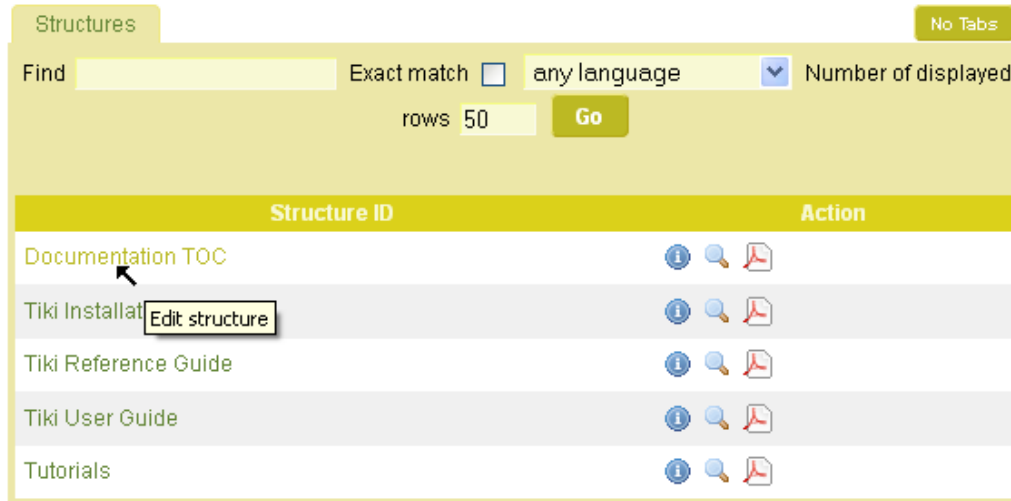 Structures
No Tabs
Find Exact match any language Number of displayed
rows 50 Go
Structure ID Action
Documentation TOC
Tiki Installat
Edit structure
Tiki Reference Guide
Tiki User Guide
Tutorials